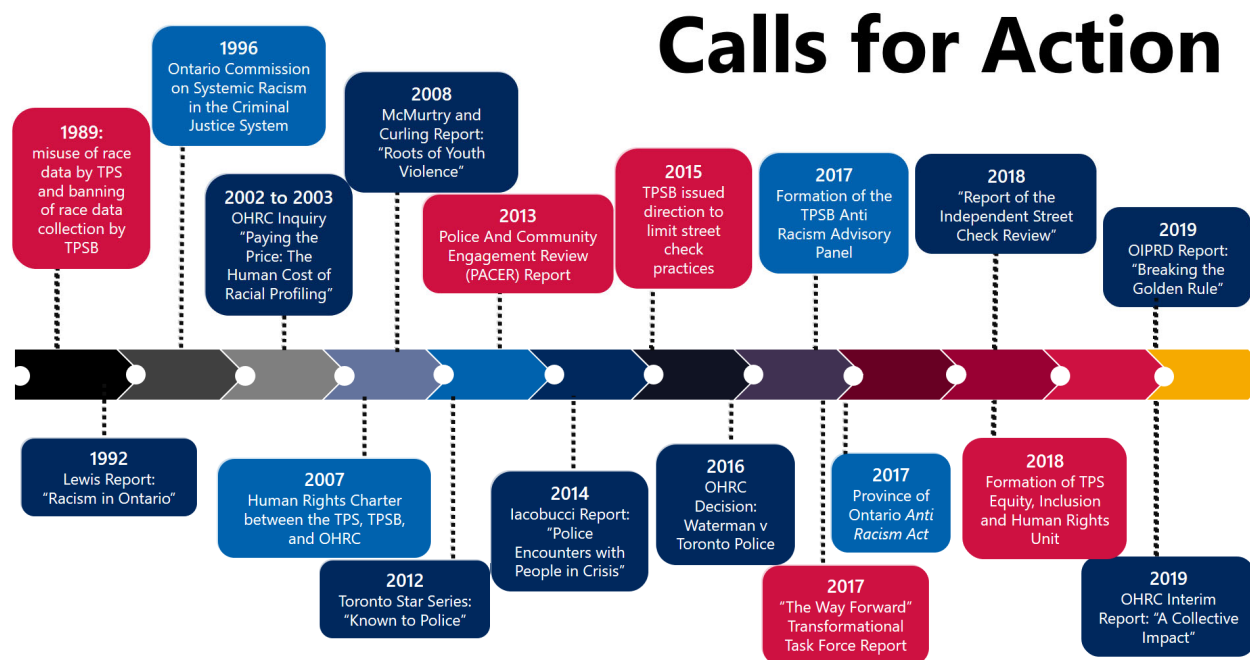 Calls for Action
1989:
misuse of race
data by TPS
and banning
of race data
collection by
TPSB
1996
Ontario Commission
on Systemic Racism
in the Criminal
Justice System
2002 to 2003
OHRC Inquiry
“Paying the
Price: The
Human Cost of
Racial Profiling”
2008
McMurtry and
Curling Report:
“Roots of Youth
Violence”
2013
Police And Community
Engagement Review
(PACER) Report
2015
TPSB issued
direction to
limit street
check
practices
2017
Formation of the
TPSB Anti
Racism Advisory
Panel
2018
“Report of the
Independent Street
Check Review”
2019
OIPRD Report:
“Breaking the
Golden Rule”
1992
Lewis Report:
“Racism in Ontario”
2007
Human Rights Charter
between the TPS, TPSB,
and OHRC
2012
Toronto Star Series:
“Known to Police”
2014
Iacobucci Report:
“Police
Encounters with
People in Crisis”
2016
OHRC
Decision:
Waterman v
Toronto Police
2017
“The Way Forward”
Transformational
Task Force Report
2017
Province of
Ontario Anti
Racism Act
2018
Formation of TPS
Equity, Inclusion
and Human Rights
Unit
2019
OHRC Interim
Report: “A Collective
Impact”